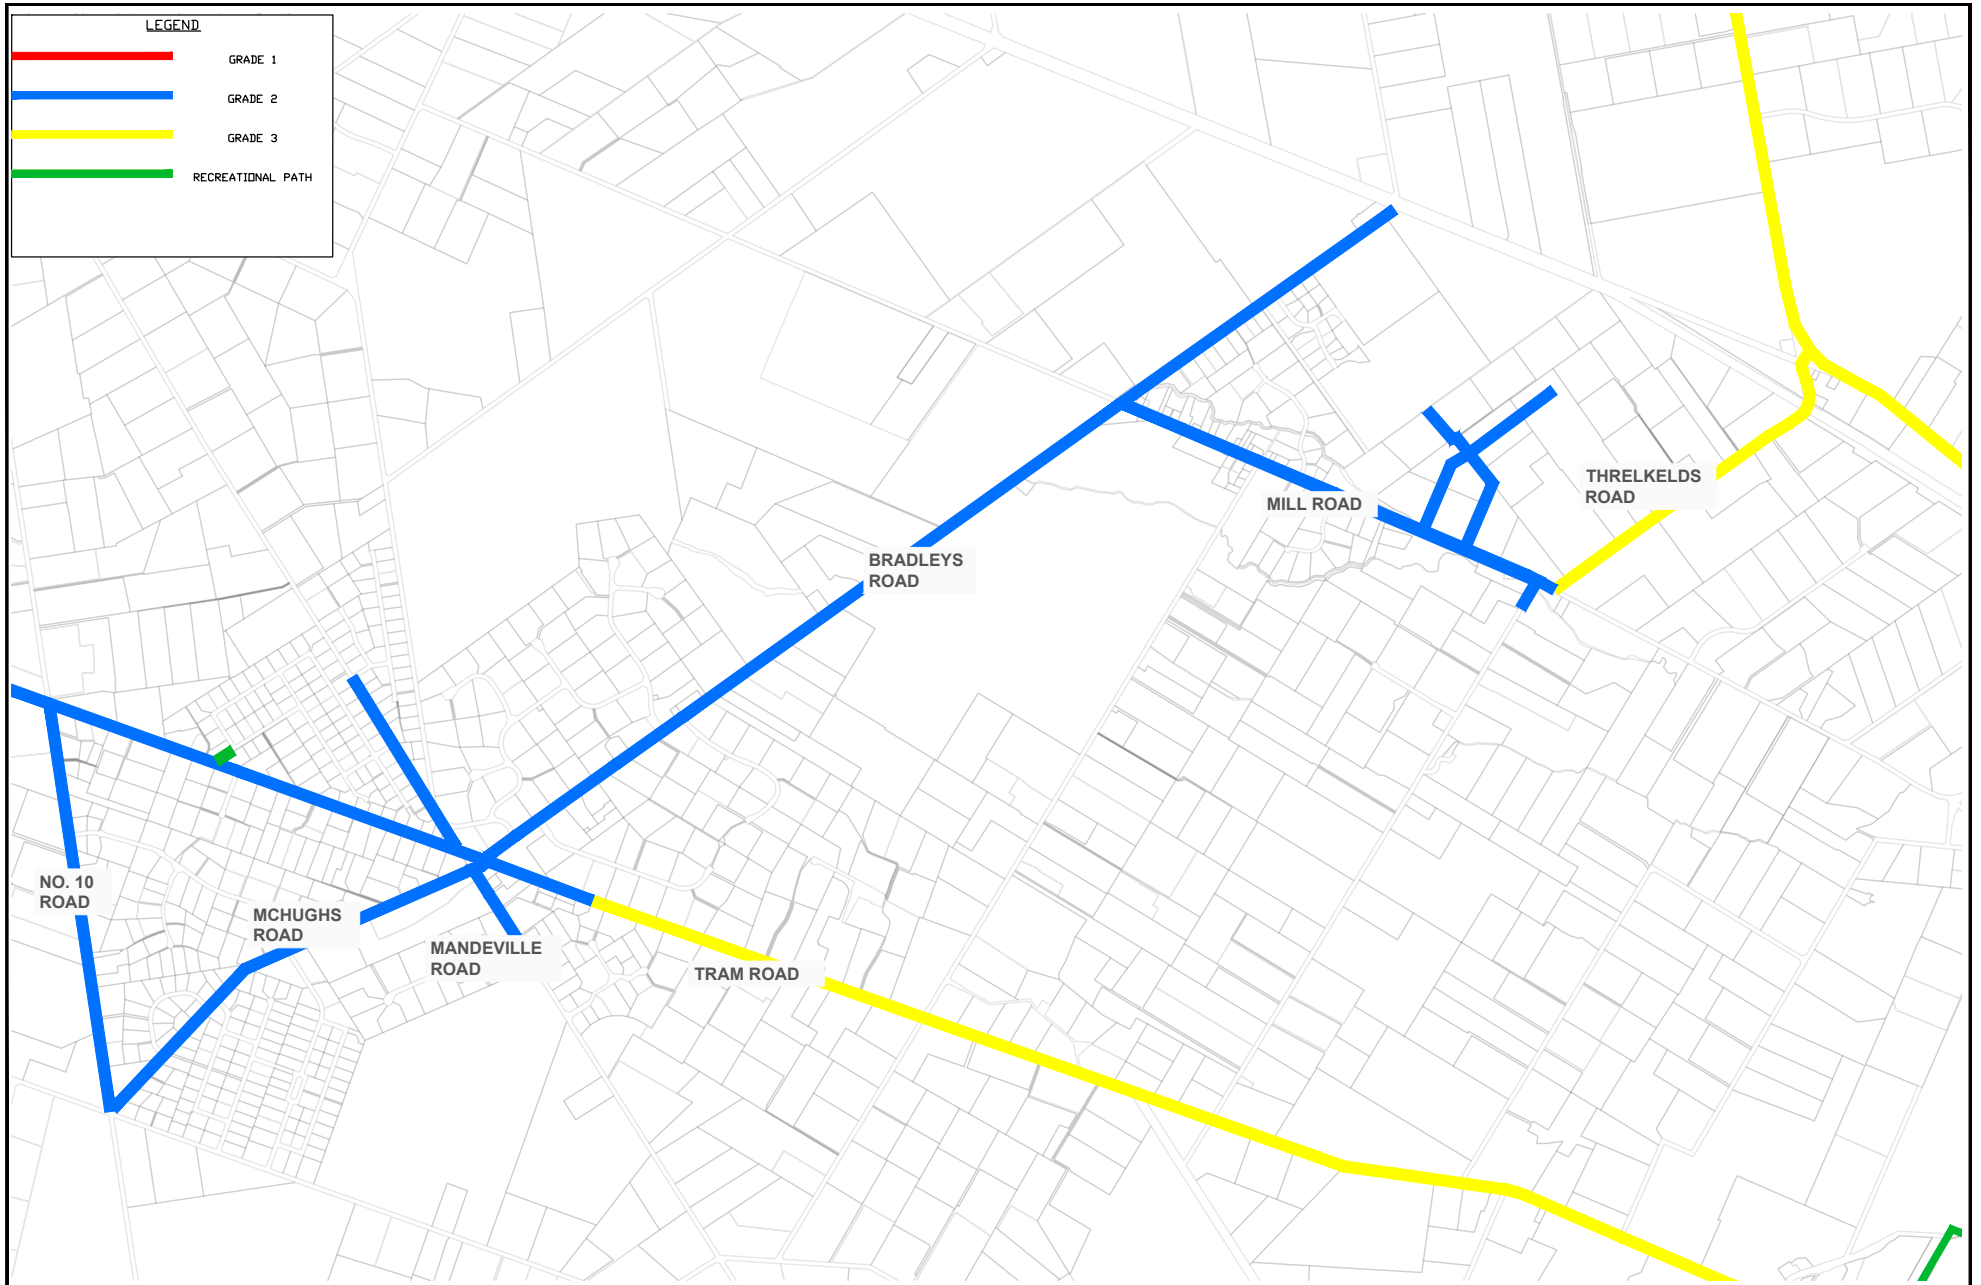 LEGEND
GRADE 1
GRADE 2
GRADE 3
RECREATIONAL PATH
THRELKELDS
ROAD
MILL ROAD
BRADLEYS
ROAD
NO. 10
ROAD
MCHUGHS
ROAD
MANDEVILLE
ROAD
TRAM ROAD